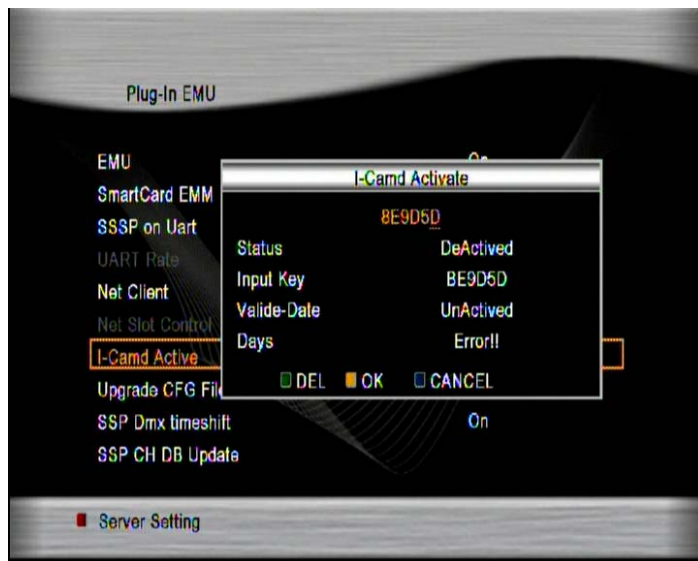 Plug-In EMU
EMU
SmartCard EMM
SSSP on Uart
UART Rate
Net Client
Net Slot Control
I-Camd Active
Upgrade CFG File
SSP Dmx timeshift On
SSP CH DB Update
I-Camd Activate
8E9D5D
Status DeActived
Input Key BE9D5D
Valide-Date UnActived
Days Error!!
DEL OK CANCEL
Server Setting